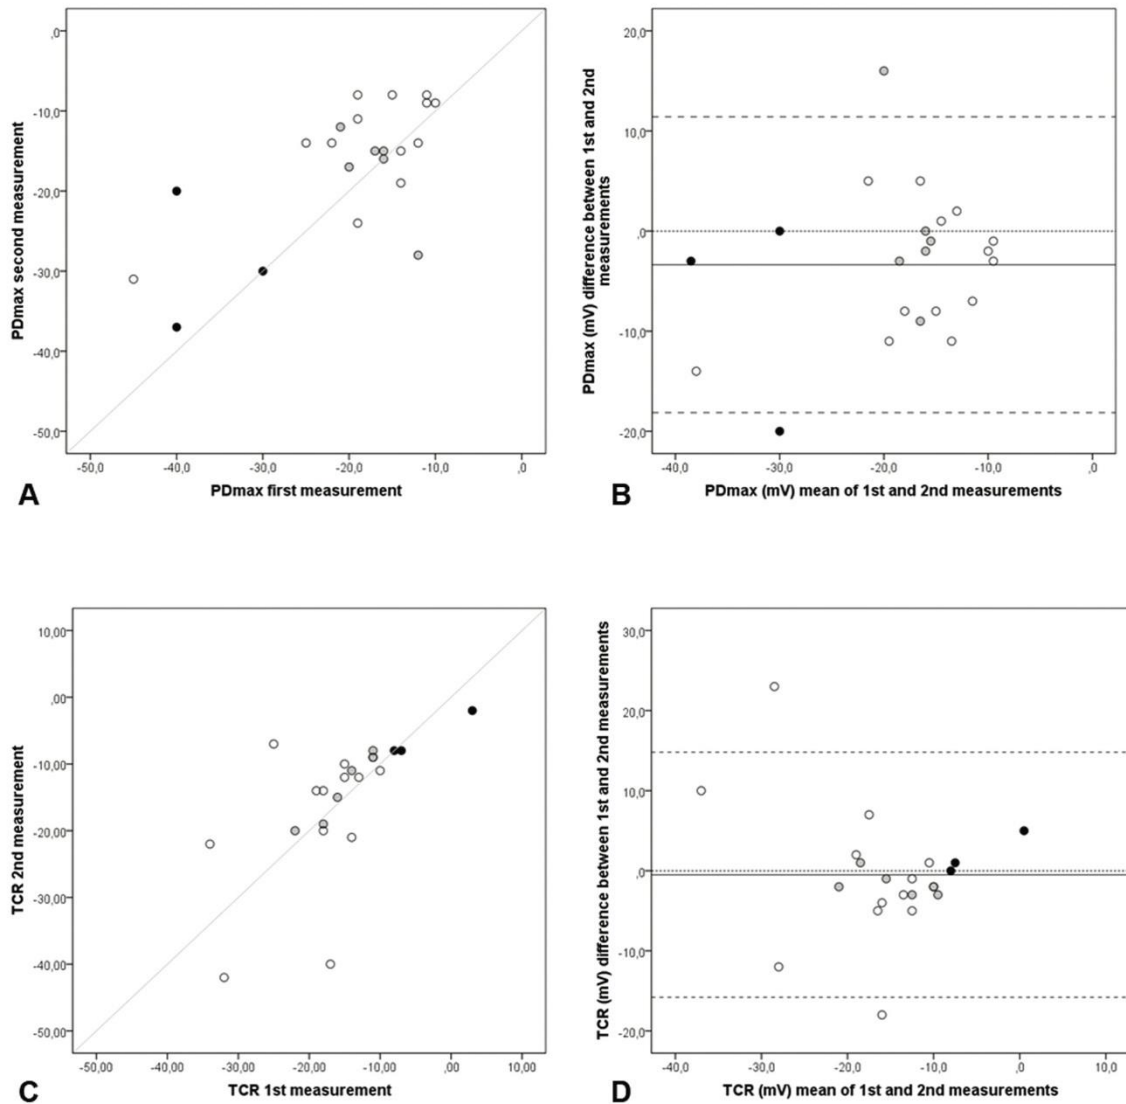 ,0
-10,0
-20,0
-30,0
-40,0
-50,0
PDmax second measurement
-50,0 -40,0 -30,0 -20,0 -10,0 ,0
PDmax first measurement
A
20,0
10,0
,0
-10,0
-20,0
PDmax (mV) difference between 1st and 2nd
measurements
-40,0 -30,0 -20,0 -10,0 ,0
PDmax (mV) mean of 1st and 2nd measurements
B
10,00
,00
-10,00
-20,00
-30,00
-40,00
-50,00
TCR 2nd measurement
-50,00 -40,00 -30,00 -20,00 -10,00 ,00 10,00
TCR 1st measurement
C
30,0
20,0
10,0
,0
-10,0
-20,0
TCR (mV) difference between 1st and 2nd measurements
-40,0 -30,0 -20,0 -10,0 ,0 10,0
TCR (mV) mean of 1st and 2nd measurements
D